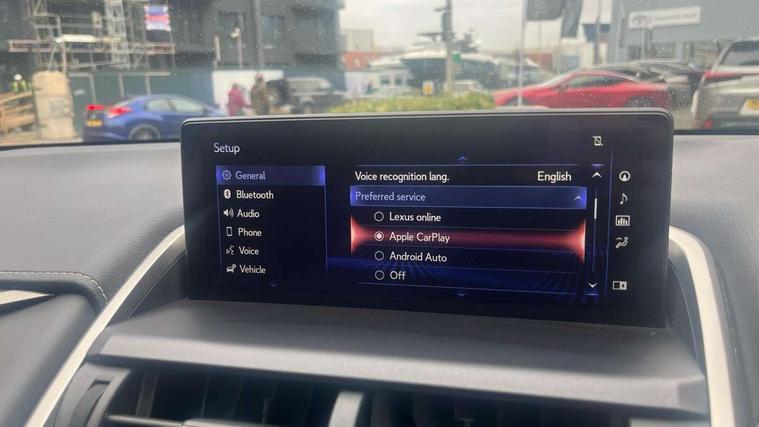 Setup
General
Bluetooth
Audio
Phone
Voice
Vehicle
Voice recognition lang. English
Preferred service
Lexus online
Apple CarPlay
Android Auto
Off